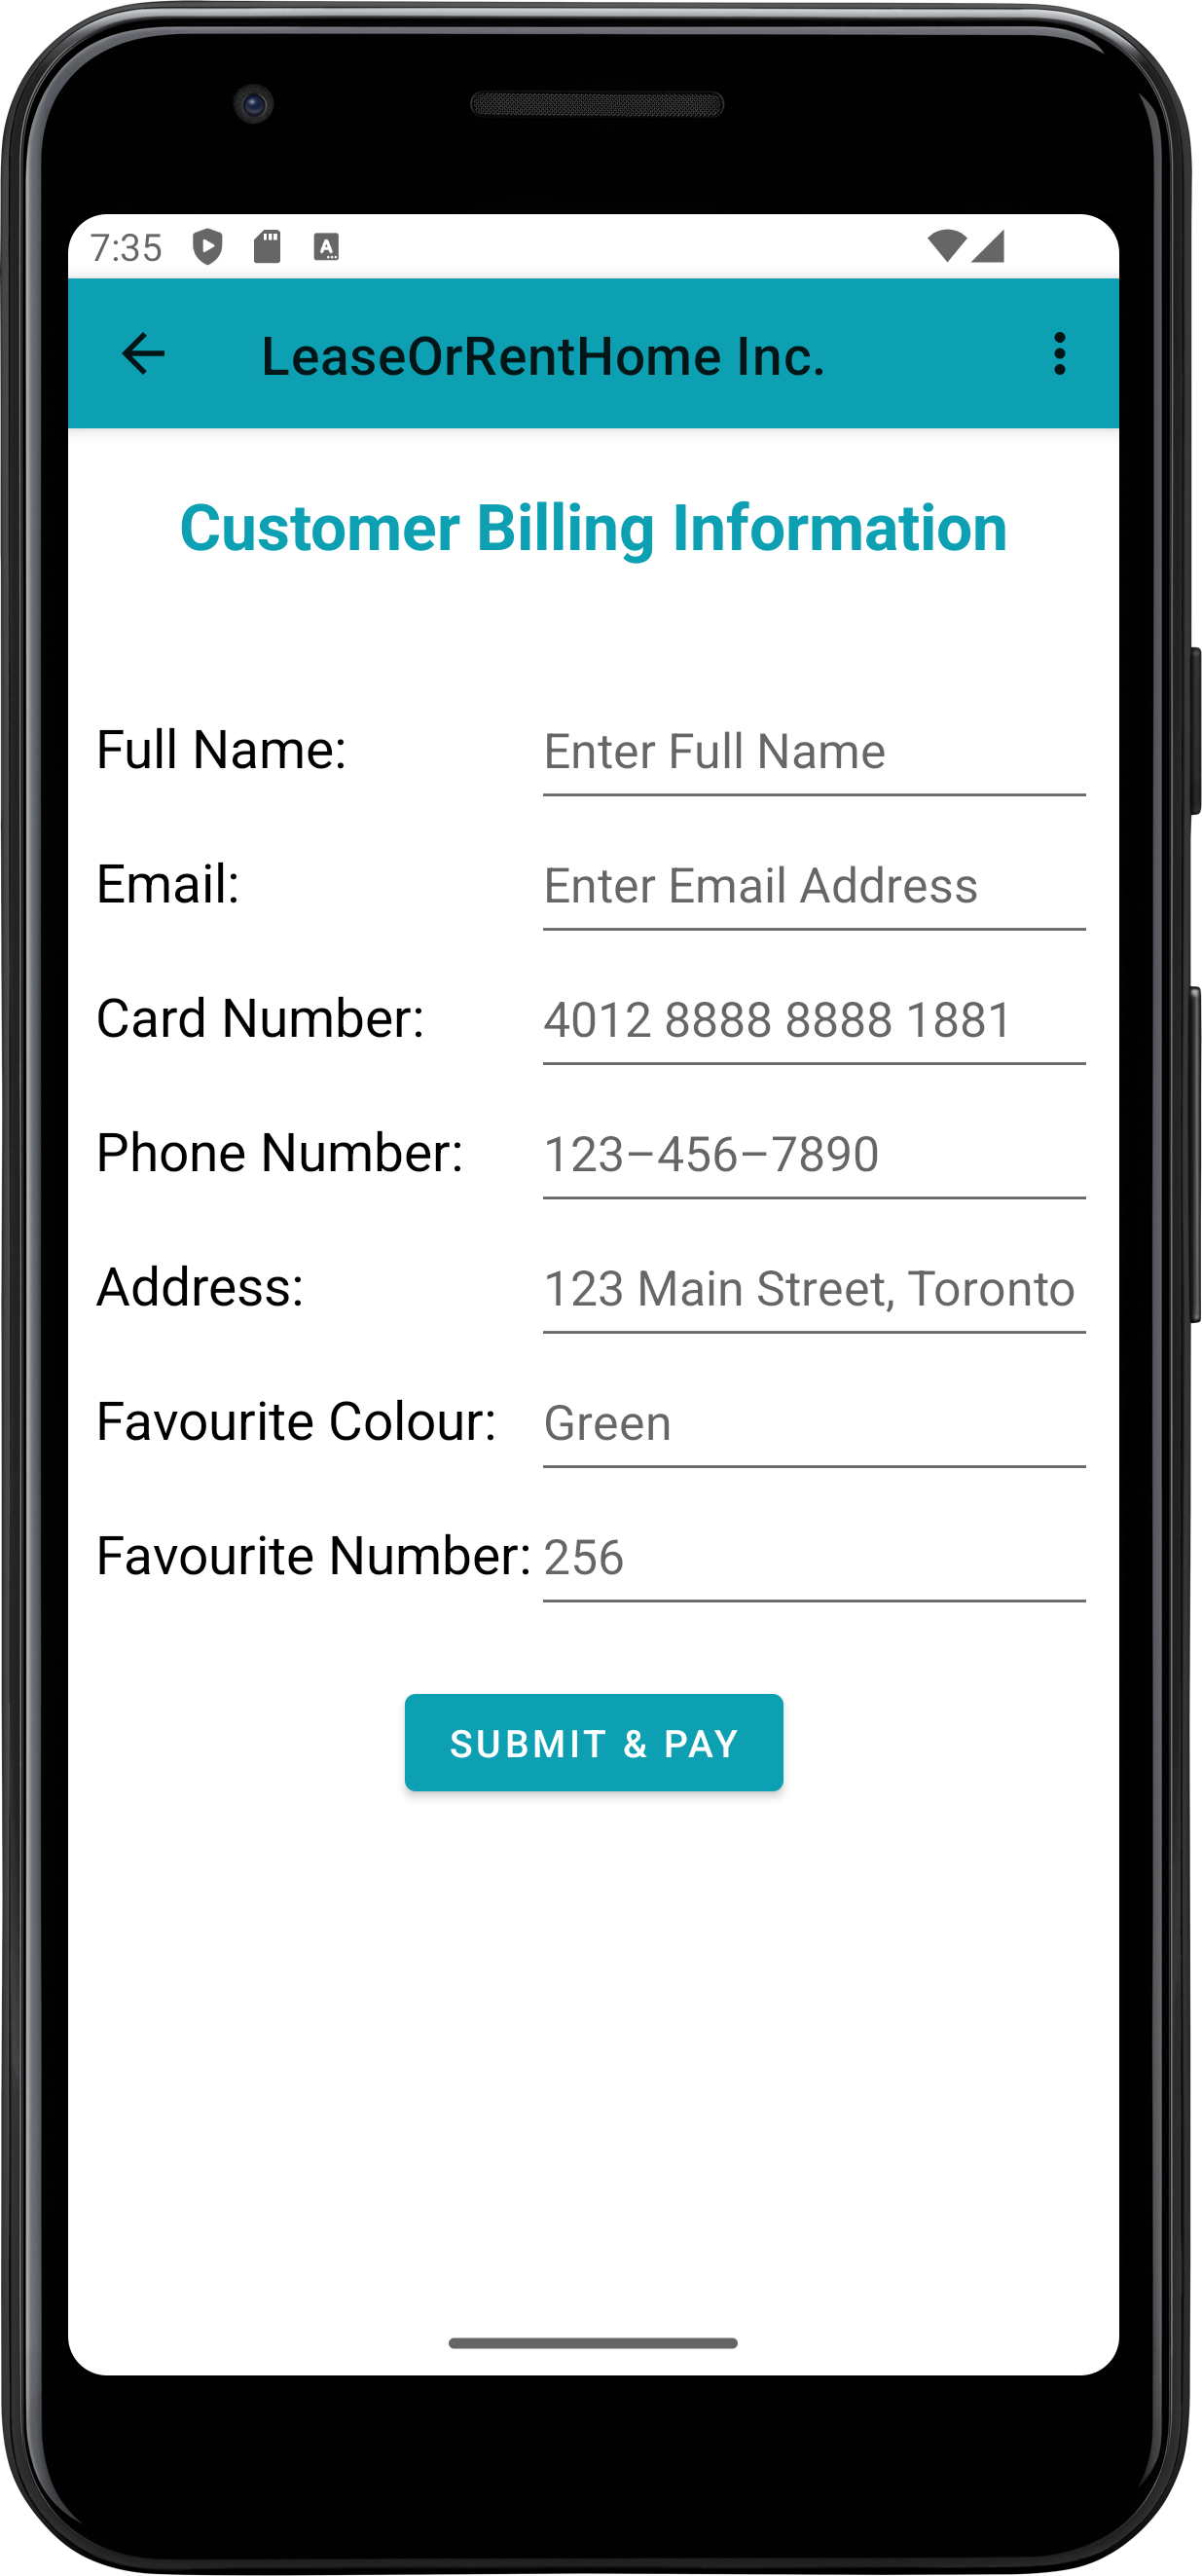 7:35
LeaseOrRentHome Inc.
Customer Billing Information
Full Name: Enter Full Name
Email: Enter Email Address
Card Number: 4012 8888 8888 1881
Phone Number: 123–456–7890
Address: 123 Main Street, Toronto
Favourite Colour: Green
Favourite Number: 256
SUBMIT & PAY